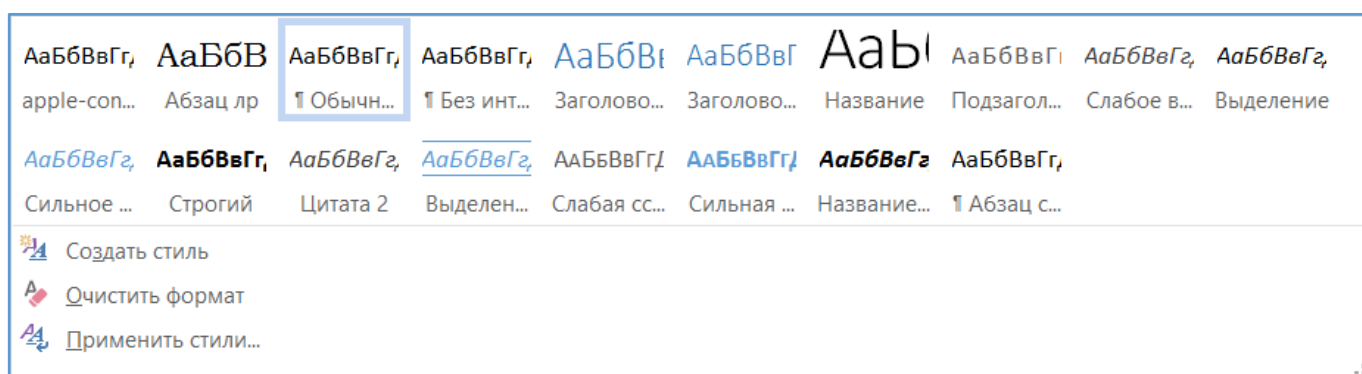 АаБбВвГг, АаБбВ АаБбВвГг, АаБбВвГг, АаБбВı АаБбВвГ АаЬ( АаБбВвГı АаБбВвГг, АаБбВвГг,
apple-con... Абзац лр ¶ Обычн... ¶ Без инт... Заголово... Заголово... Название Подзагол... Слабое в... Выделение
АаБбВвГг, АаБбВвГг, АаБбВвГг, АаБбВвГг, АаБбВвГгД АаБбВвГгД АаБбВвГг АаБбВвГг,
Сильное ... Строгий Цитата 2 Выделен... Слабая сс... Сильная ... Название... ¶ Абзац с...
Создать стиль
Очистить формат
Применить стили...